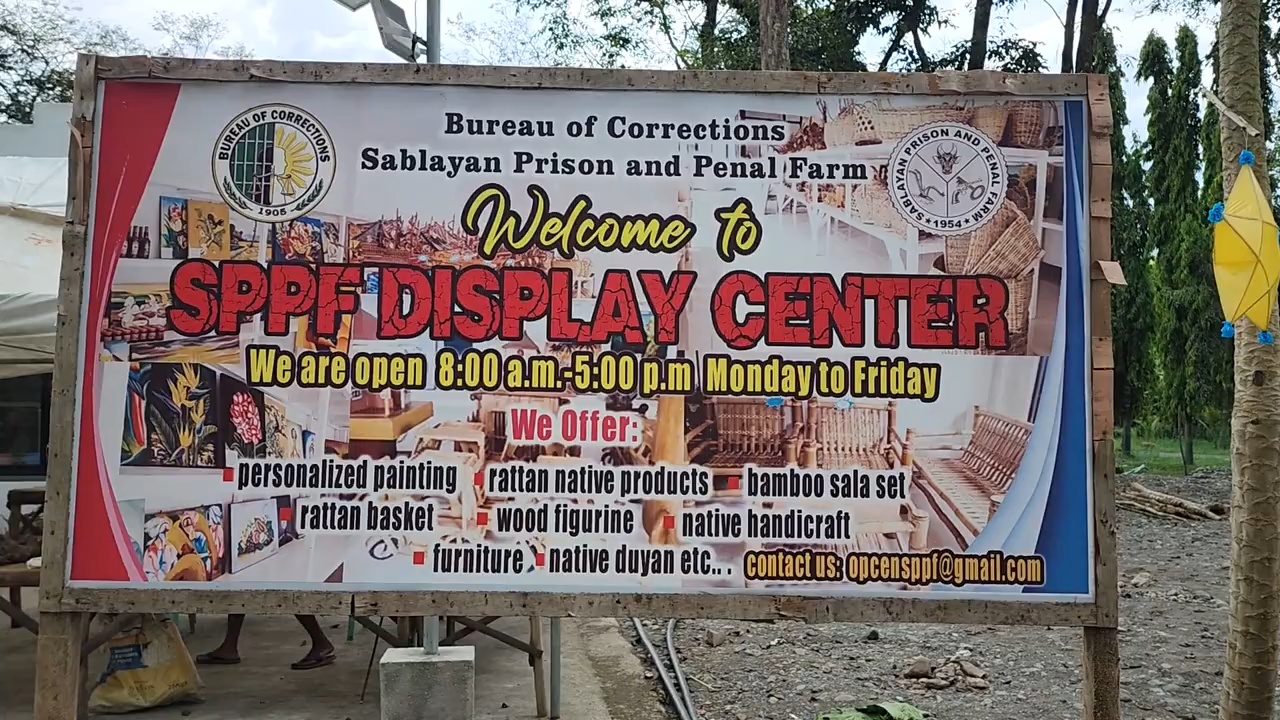 Bureau of Corrections
Sablayan Prison and Penal Farm
BUREAU OF CORRECTIONS
1905
SABLAYAN PRISON AND PENAL FARM
1954
Welcome to
SPPF DISPLAY CENTER
We are open 8:00 a.m.-5:00 p.m Monday to Friday
We Offer:
personalized painting rattan native products bamboo sala set
rattan basket wood figurine native handicraft
furniture native duyan etc.. .
contact us: opcensppf@gmail.com